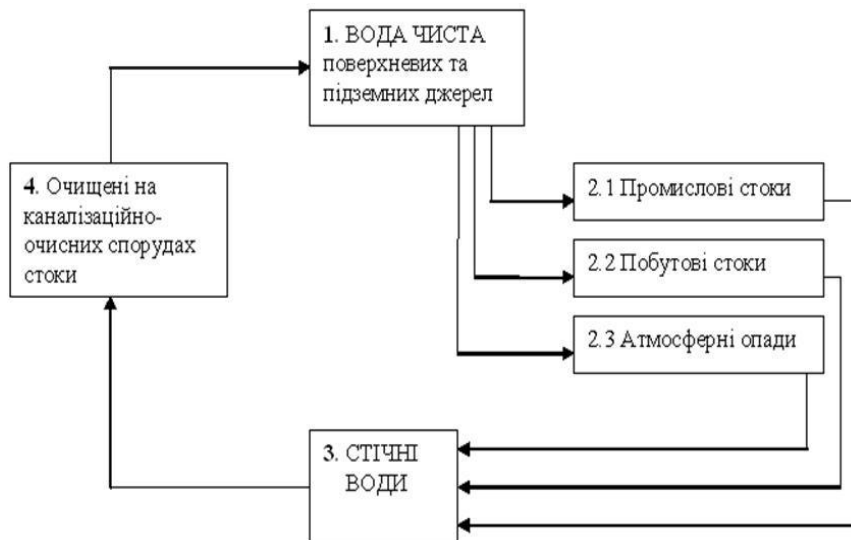 1. ВОДА ЧИСТА
поверхневих та
підземних джерел
2.1 Промислові стоки
4. Очищені на
каналізаційно-
очисних спорудах
стоки
2.2 Побутові стоки
2.3 Атмосферні опади
3. СТІЧНІ
ВОДИ